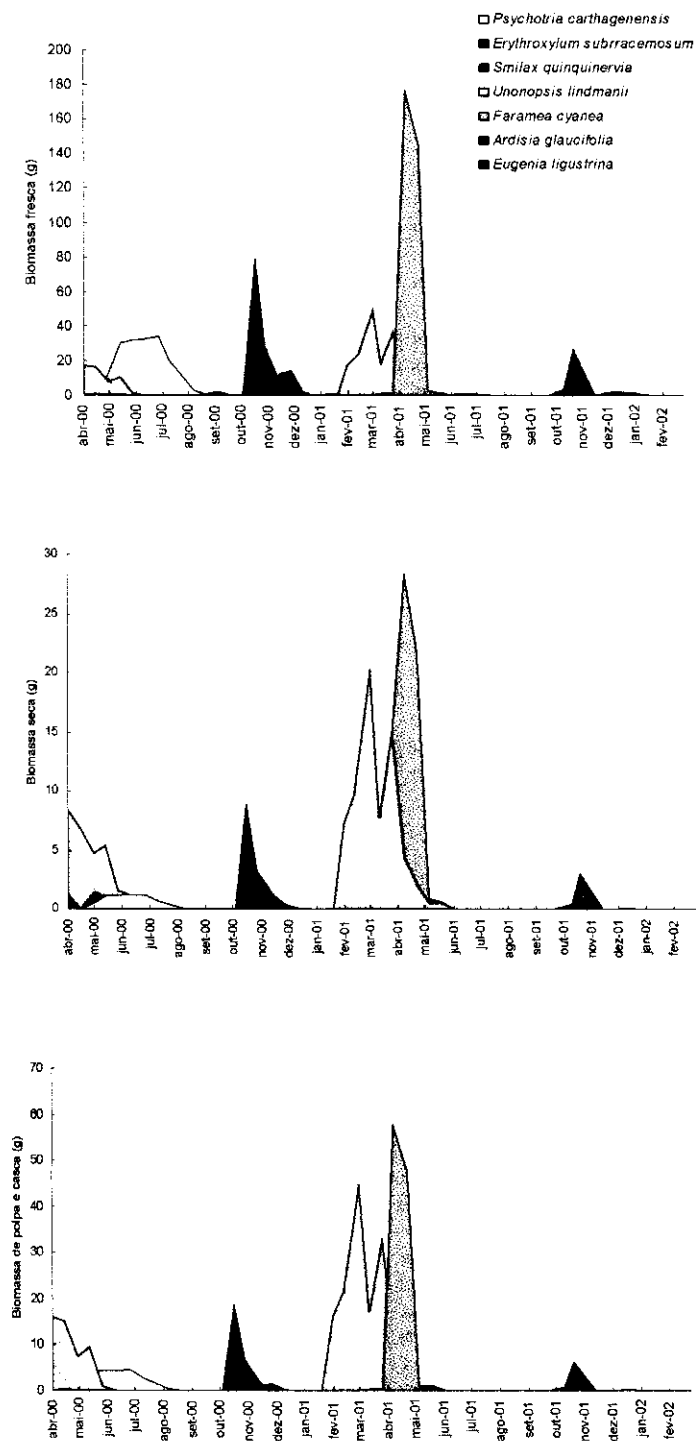 Psychotria carthagenensis
Erythroxylum subrracemosum
Smilax quinquinervia
Unonopsis lindmanii
Faramea cyanea
Ardisia glaucifolia
Eugenia ligustrina
Biomassa fresca (g)
200
180
160
140
120
100
80
60
40
20
0
abr-00
mai-00
jun-00
jul-00
ago-00
set-00
out-00
nov-00
dez-00
jan-01
fev-01
mar-01
abr-01
mai-01
jun-01
jul-01
ago-01
set-01
out-01
nov-01
dez-01
jan-02
fev-02
Biomassa seca (g)
30
25
20
15
10
5
0
abr-00
mai-00
jun-00
jul-00
ago-00
set-00
out-00
nov-00
dez-00
jan-01
fev-01
mar-01
abr-01
mai-01
jun-01
jul-01
ago-01
set-01
out-01
nov-01
dez-01
jan-02
fev-02
Biomassa de polpa e casca (g)
70
60
50
40
30
20
10
0
abr-00
mai-00
jun-00
jul-00
ago-00
set-00
out-00
nov-00
dez-00
jan-01
fev-01
mar-01
abr-01
mai-01
jun-01
jul-01
ago-01
set-01
out-01
nov-01
dez-01
jan-02
fev-02